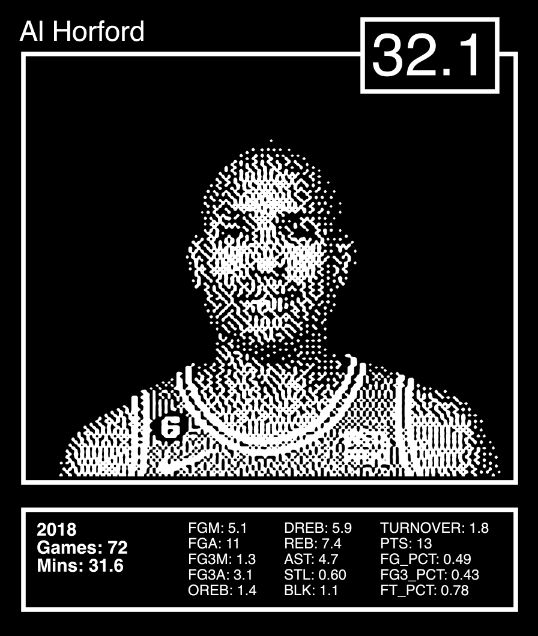 Al Horford
32.1
6
2018
Games: 72
Mins: 31.6
FGM: 5.1
FGA: 11
FG3M: 1.3
FG3A: 3.1
OREB: 1.4
DREB: 5.9
REB: 7.4
AST: 4.7
STL: 0.60
BLK: 1.1
TURNOVER: 1.8
PTS: 13
FG_PCT: 0.49
FG3_PCT: 0.43
FT_PCT: 0.78